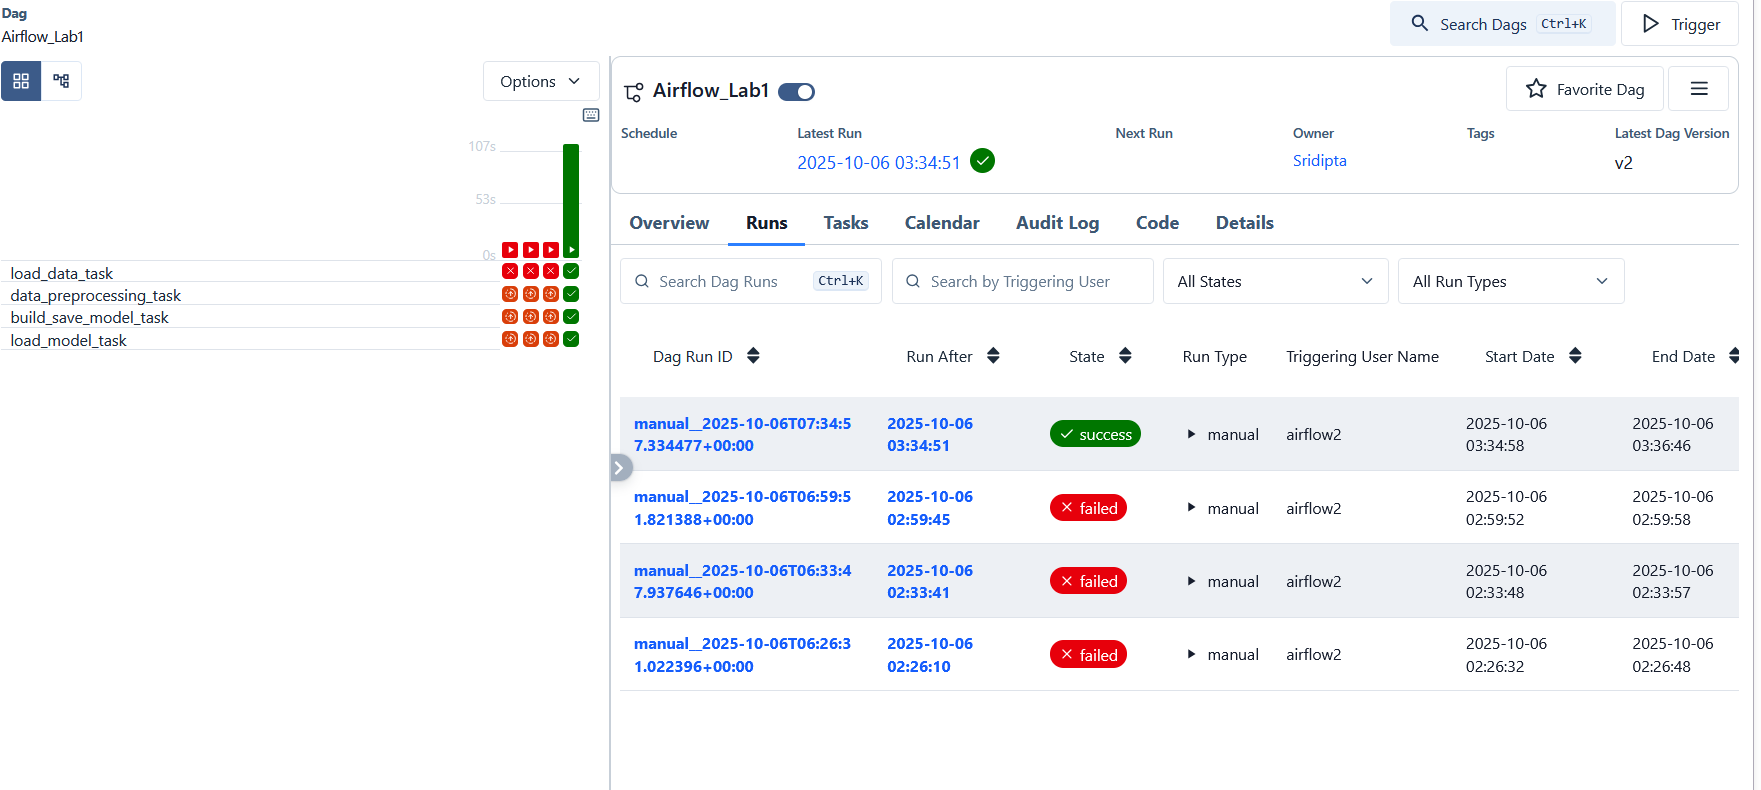 Dag
Airflow_Lab1
Search Dags Ctrl+K
Trigger
Options
107s
53s
0s
load_data_task
data_preprocessing_task
build_save_model_task
load_model_task
Airflow_Lab1
Favorite Dag
Schedule
Latest Run
2025-10-06 03:34:51
Next Run
Owner
Sridipta
Tags
Latest Dag Version
v2
Overview Runs Tasks Calendar Audit Log Code Details
Search Dag Runs Ctrl+K
Search by Triggering User
All States
All Run Types
Dag Run ID Run After State Run Type Triggering User Name Start Date End Date
manual__2025-10-06T07:34:5 2025-10-06 success manual airflow2 2025-10-06 2025-10-06
7.334477+00:00 03:34:51 03:34:58 03:36:46
manual__2025-10-06T06:59:5 2025-10-06 failed manual airflow2 2025-10-06 2025-10-06
1.821388+00:00 02:59:45 02:59:52 02:59:58
manual__2025-10-06T06:33:4 2025-10-06 failed manual airflow2 2025-10-06 2025-10-06
7.937646+00:00 02:33:41 02:33:48 02:33:57
manual__2025-10-06T06:26:3 2025-10-06 failed manual airflow2 2025-10-06 2025-10-06
1.022396+00:00 02:26:10 02:26:32 02:26:48